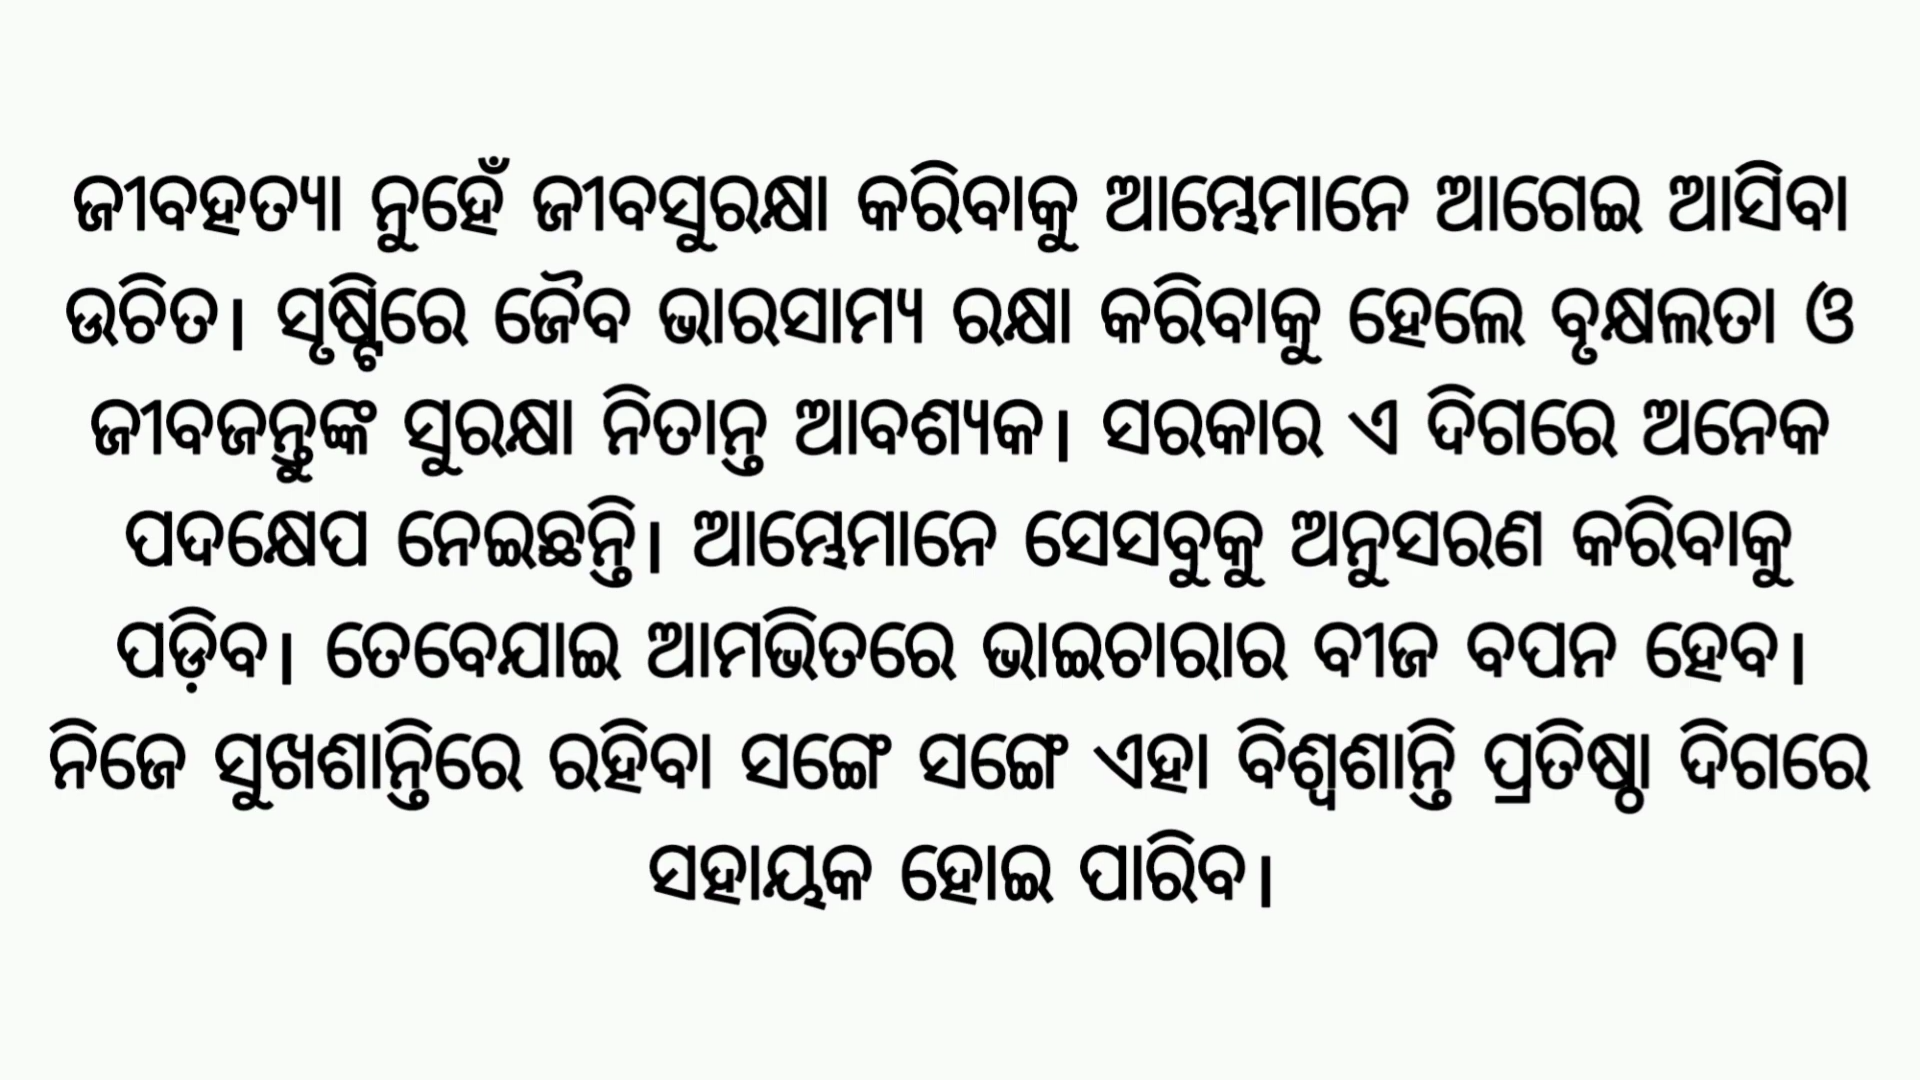 ଜୀବହତ୍ୟା ନୁହେଁ ଜୀବସୁରକ୍ଷା କରିବାକୁ ଆମ୍ଭେମାନେ ଆଗେଇ ଆସିବା
ଉଚିତ। ସୃଷ୍ଟିରେ ଜୈବ ଭାରସାମ୍ୟ ରକ୍ଷା କରିବାକୁ ହେଲେ ବୃକ୍ଷଲତା ଓ
ଜୀବଜନ୍ତୁଙ୍କ ସୁରକ୍ଷା ନିତାନ୍ତ ଆବଶ୍ୟକ। ସରକାର ଏ ଦିଗରେ ଅନେକ
ପଦକ୍ଷେପ ନେଇଛନ୍ତି। ଆମ୍ଭେମାନେ ସେସବୁକୁ ଅନୁସରଣ କରିବାକୁ
ପଡ଼ିବ। ତେବେଯାଇ ଆମଭିତରେ ଭାଇଚାରାର ବୀଜ ବପନ ହେବ।
ନିଜେ ସୁଖଶାନ୍ତିରେ ରହିବା ସଙ୍ଗେ ସଙ୍ଗେ ଏହା ବିଶ୍ୱଶାନ୍ତି ପ୍ରତିଷ୍ଠା ଦିଗରେ
ସହାୟକ ହୋଇ ପାରିବ।